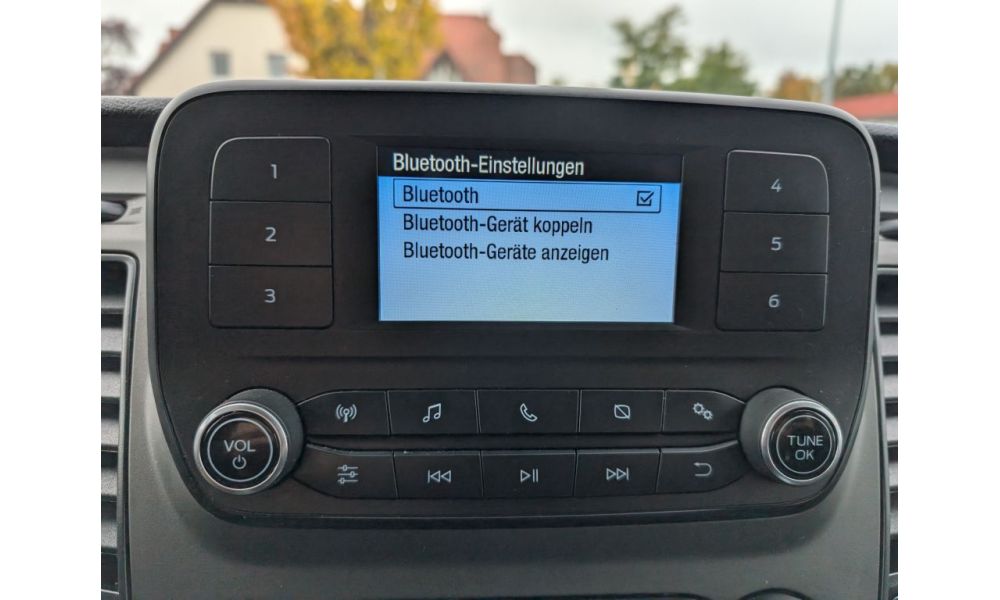 Bluetooth-Einstellungen
Bluetooth
Bluetooth-Gerät koppeln
Bluetooth-Geräte anzeigen
1
2
3
4
5
6
VOL
TUNE
OK